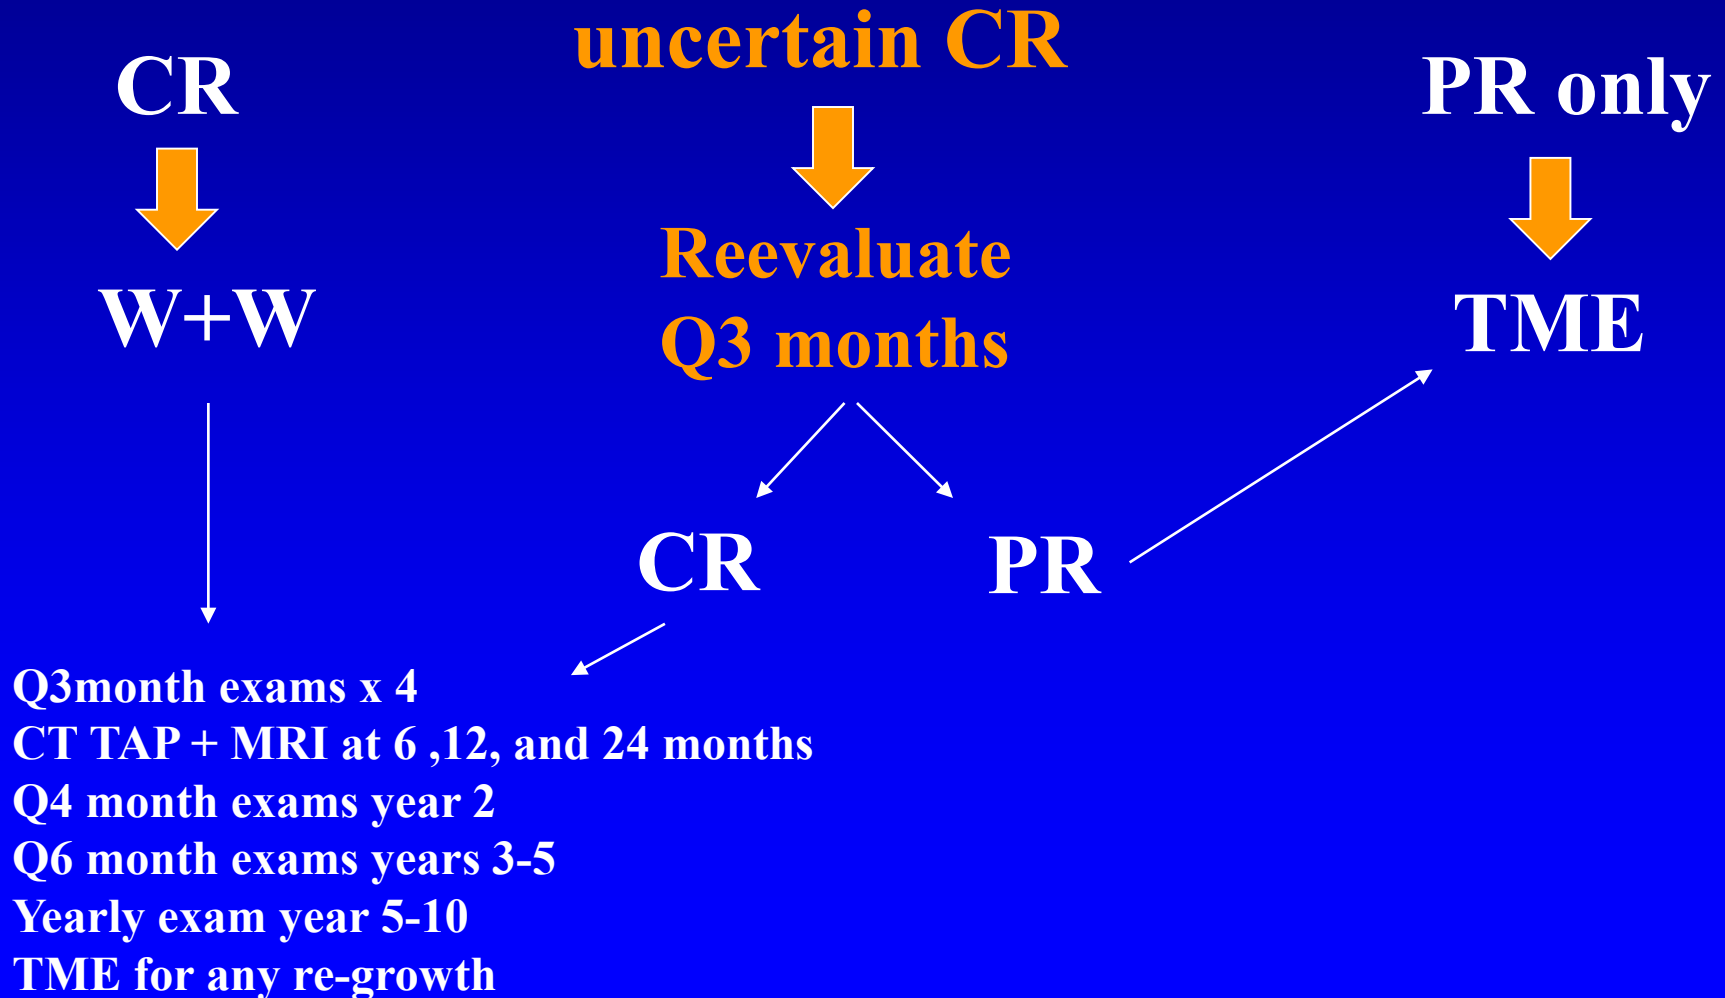 uncertain CR
CR
PR only
Reevaluate
Q3 months
W+W
TME
CR
PR
Q3month exams x 4
CT TAP + MRI at 6 ,12, and 24 months
Q4 month exams year 2
Q6 month exams years 3-5
Yearly exam year 5-10
TME for any re-growth